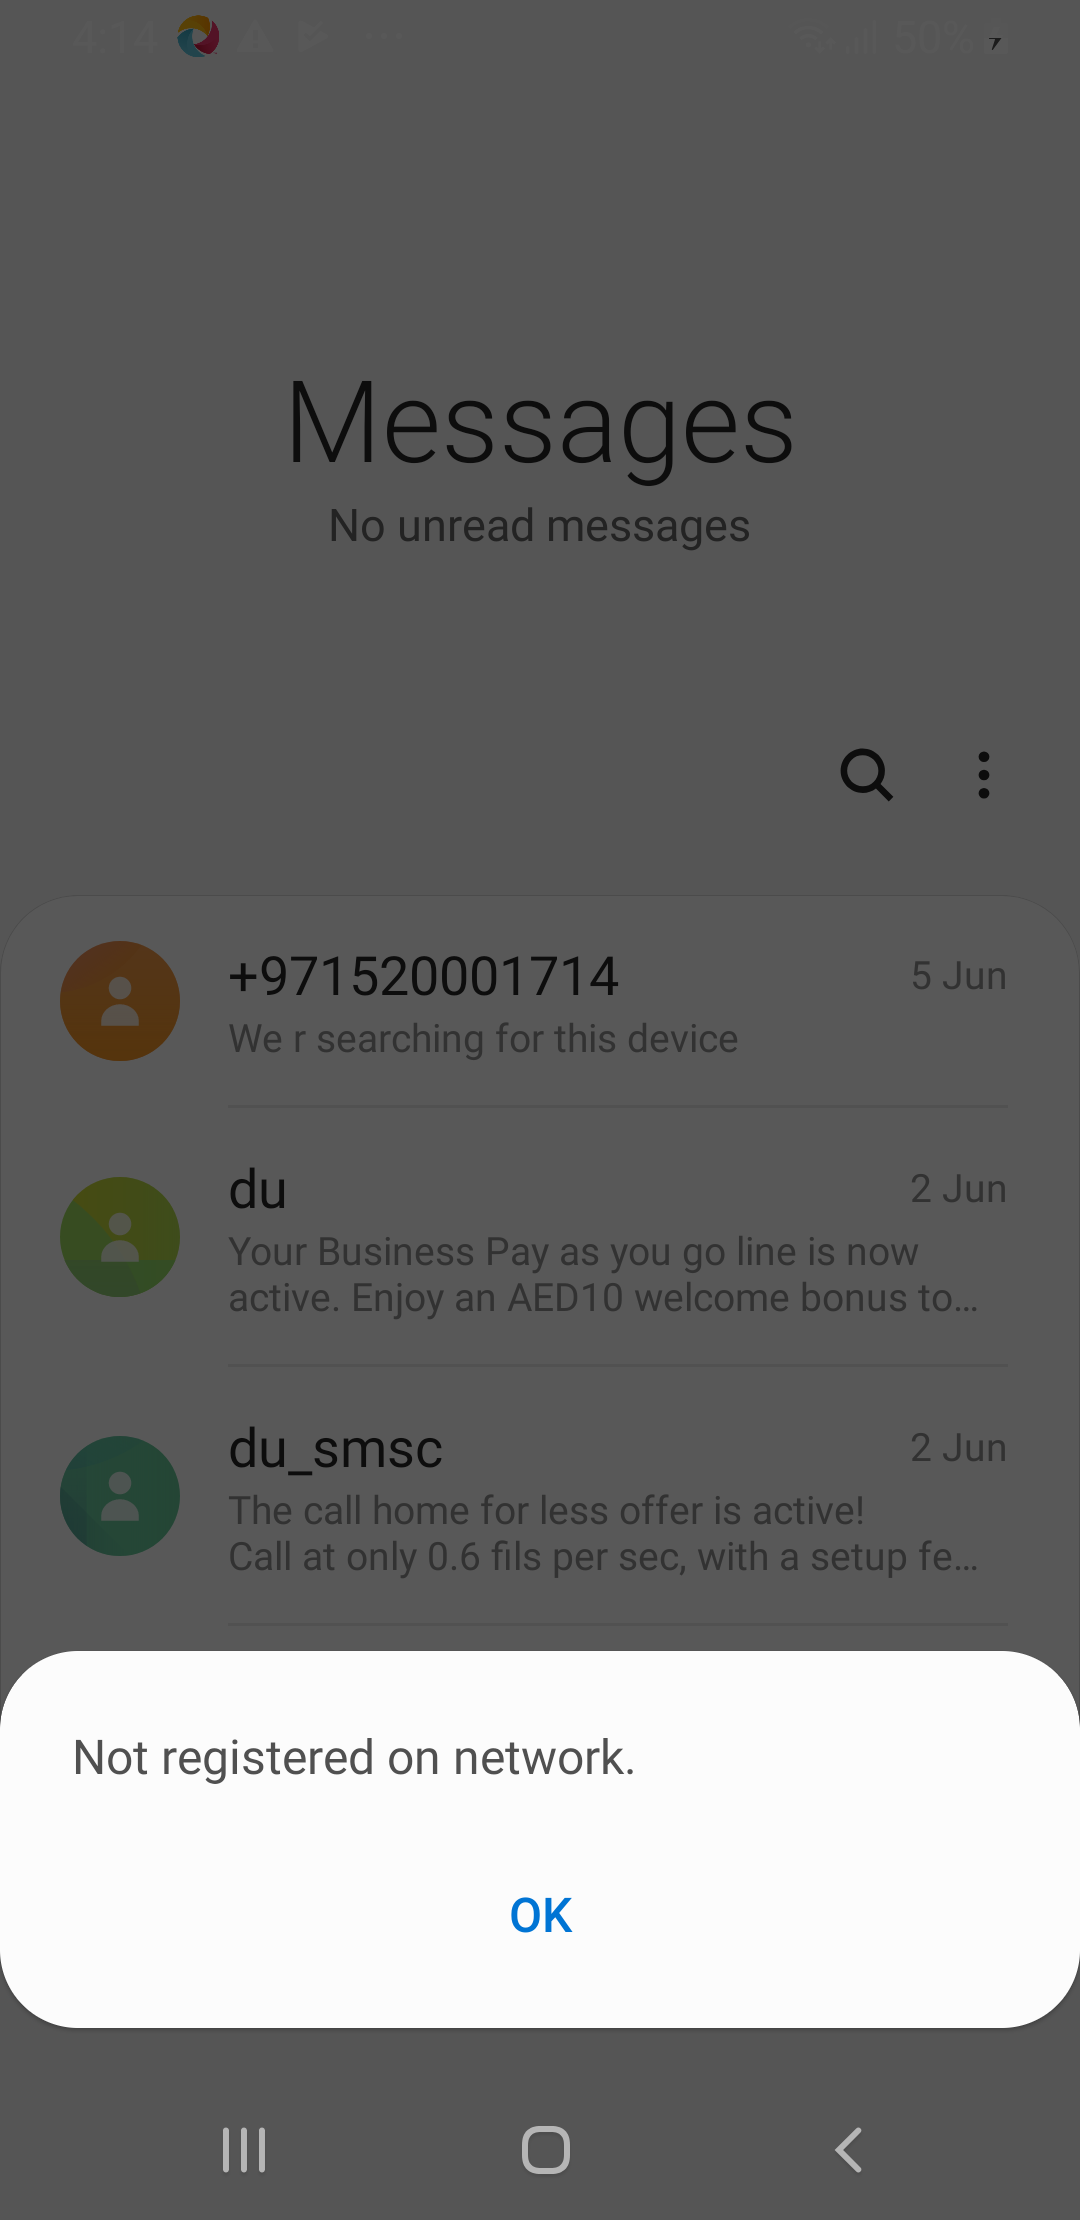 4:14 50%
Messages
No unread messages
+971520001714 5 Jun
We r searching for this device
du 2 Jun
Your Business Pay as you go line is now
active. Enjoy an AED10 welcome bonus to...
du_smsc 2 Jun
The call home for less offer is active!
Call at only 0.6 fils per sec, with a setup fe...
Not registered on network.
OK